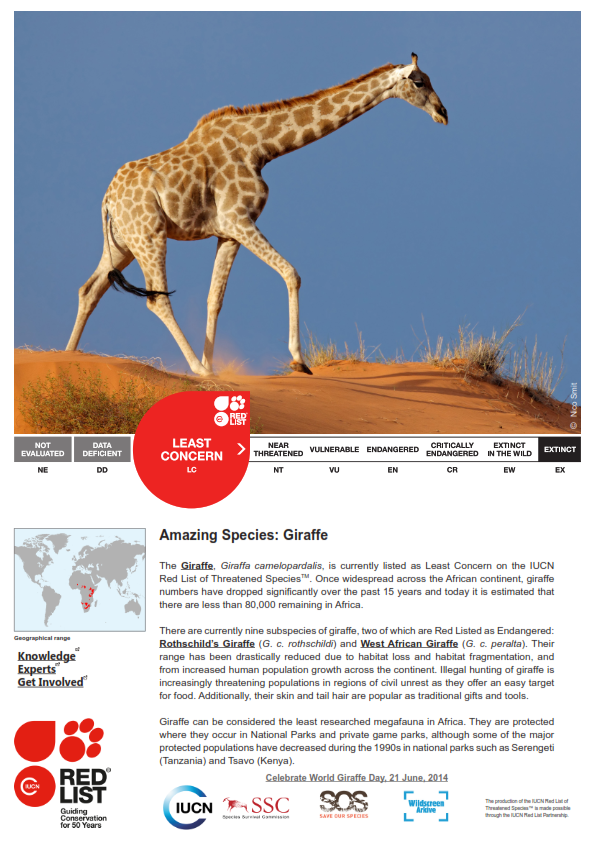 © Nico Smit
RED
LIST
NOT
EVALUATED
DATA
DEFICIENT
LEAST
CONCERN
NEAR
THREATENED
VULNERABLE
ENDANGERED
CRITICALLY
ENDANGERED
EXTINCT
IN THE WILD
EXTINCT
NE
DD
LC
NT
VU
EN
CR
EW
EX
Amazing Species: Giraffe
The Giraffe, Giraffa camelopardalis, is currently listed as Least Concern on the IUCN
Red List of Threatened Species™. Once widespread across the African continent, giraffe
numbers have dropped significantly over the past 15 years and today it is estimated that
there are less than 80,000 remaining in Africa.
There are currently nine subspecies of giraffe, two of which are Red Listed as Endangered:
Rothschild's Giraffe (G. c. rothschildi) and West African Giraffe (G. c. peralta). Their
range has been drastically reduced due to habitat loss and habitat fragmentation, and
from increased human population growth across the continent. Illegal hunting of giraffe is
increasingly threatening populations in regions of civil unrest as they offer an easy target
for food. Additionally, their skin and tail hair are popular as traditional gifts and tools.
Giraffe can be considered the least researched megafauna in Africa. They are protected
where they occur in National Parks and private game parks, although some of the major
protected populations have decreased during the 1990s in national parks such as Serengeti
(Tanzania) and Tsavo (Kenya).
Celebrate World Giraffe Day, 21 June, 2014
Geographical range
Knowledge
Experts
Get Involved
IUCN
RED
LIST
Guiding
Conservation
for 50 Years
IUCN
SSC
Species Survival Commission
SOS
SAVE OUR SPECIES
Wildscreen
Arkive
The production of the IUCN Red List of
Threatened Species™ is made possible
through the IUCN Red List Partnership.